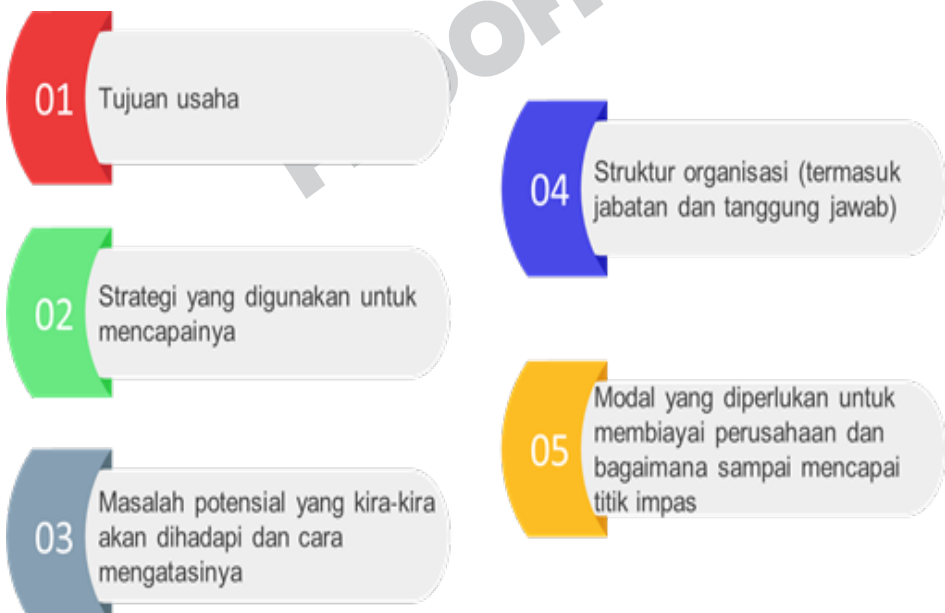 01
Tujuan usaha
02
Strategi yang digunakan untuk
mencapainya
03
Masalah potensial yang kira-kira
akan dihadapi dan cara
mengatasinya
04
Struktur organisasi (termasuk
jabatan dan tanggung jawab)
05
Modal yang diperlukan untuk
membiayai perusahaan dan
bagaimana sampai mencapai
titik impas